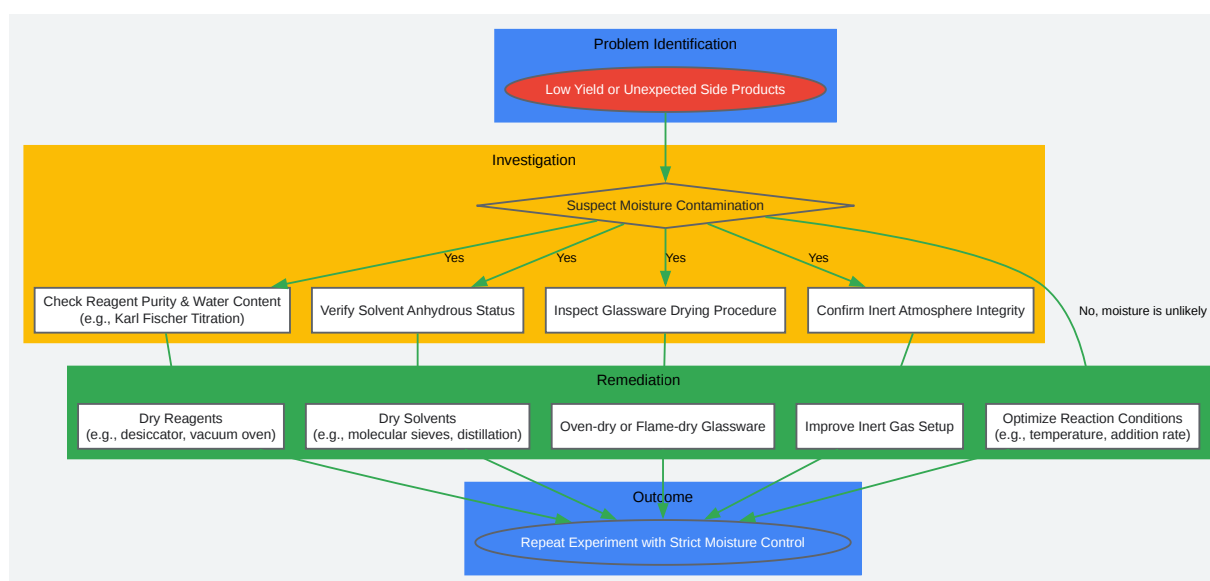 Problem Identification
Low Yield or Unexpected Side Products
Investigation
Suspect Moisture Contamination
Yes
Yes
Yes
Yes
No, moisture is unlikely
Check Reagent Purity & Water Content
(e.g., Karl Fischer Titration)
Verify Solvent Anhydrous Status
Inspect Glassware Drying Procedure
Confirm Inert Atmosphere Integrity
Remediation
Dry Reagents
(e.g., desiccator, vacuum oven)
Dry Solvents
(e.g., molecular sieves, distillation)
Oven-dry or Flame-dry Glassware
Improve Inert Gas Setup
Optimize Reaction Conditions
(e.g., temperature, addition rate)
Outcome
Repeat Experiment with Strict Moisture Control